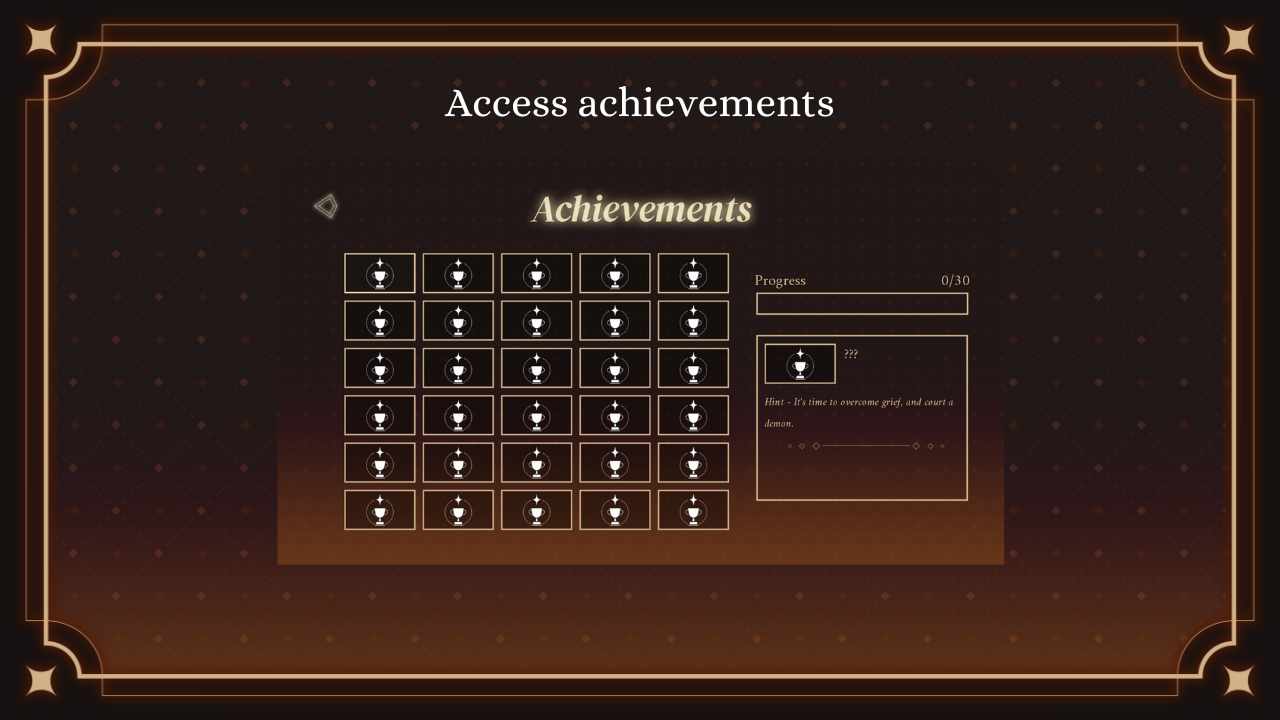 Access achievements
Achievements
Progress 0/30
???
Hint - It's time to overcome grief, and court a
demon.